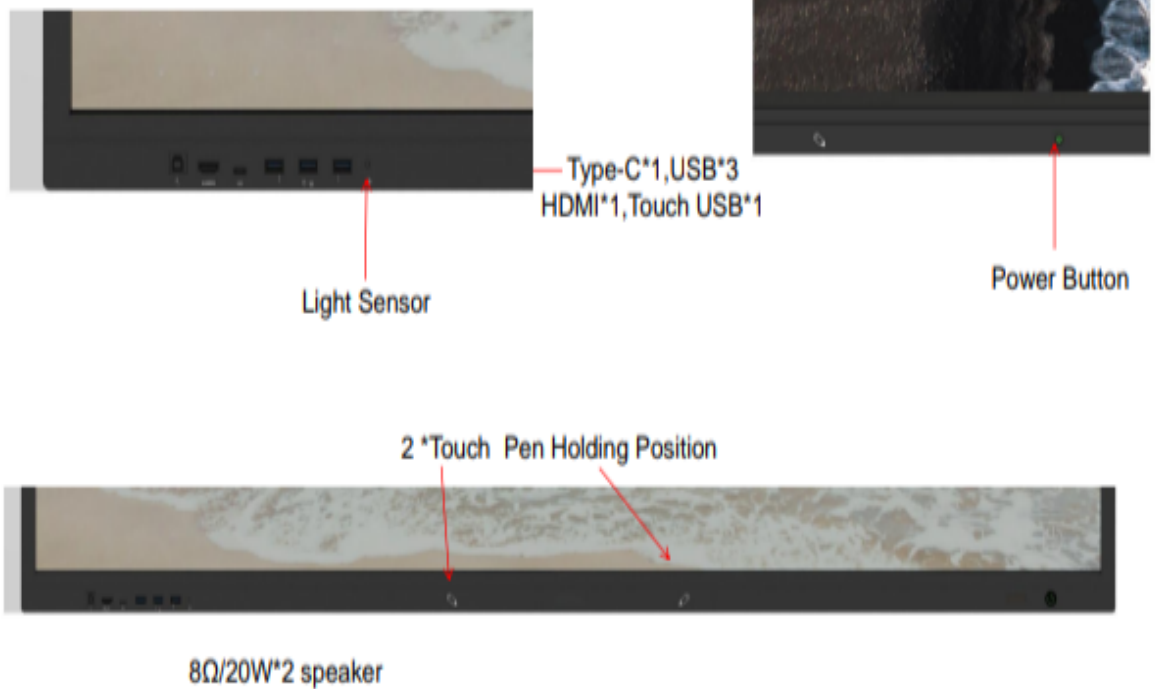 Type-C*1,USB*3
HDMI*1,Touch USB*1
Light Sensor
Power Button
2 *Touch Pen Holding Position
8Ω/20W*2 speaker